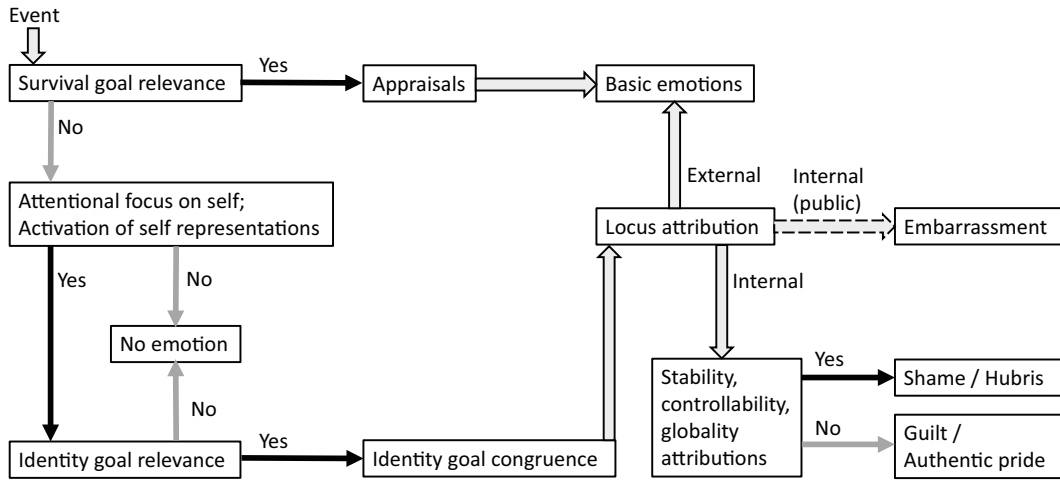 Event
Survival goal relevance
Yes
Appraisals
Basic emotions
No
External
Internal
(public)
Attentional focus on self;
Activation of self representations
Locus attribution
Embarrassment
Yes
No
Internal
No emotion
Stability,
controllability,
globality
attributions
Yes
Shame / Hubris
No
No
Guilt /
Authentic pride
Identity goal relevance
Yes
Identity goal congruence